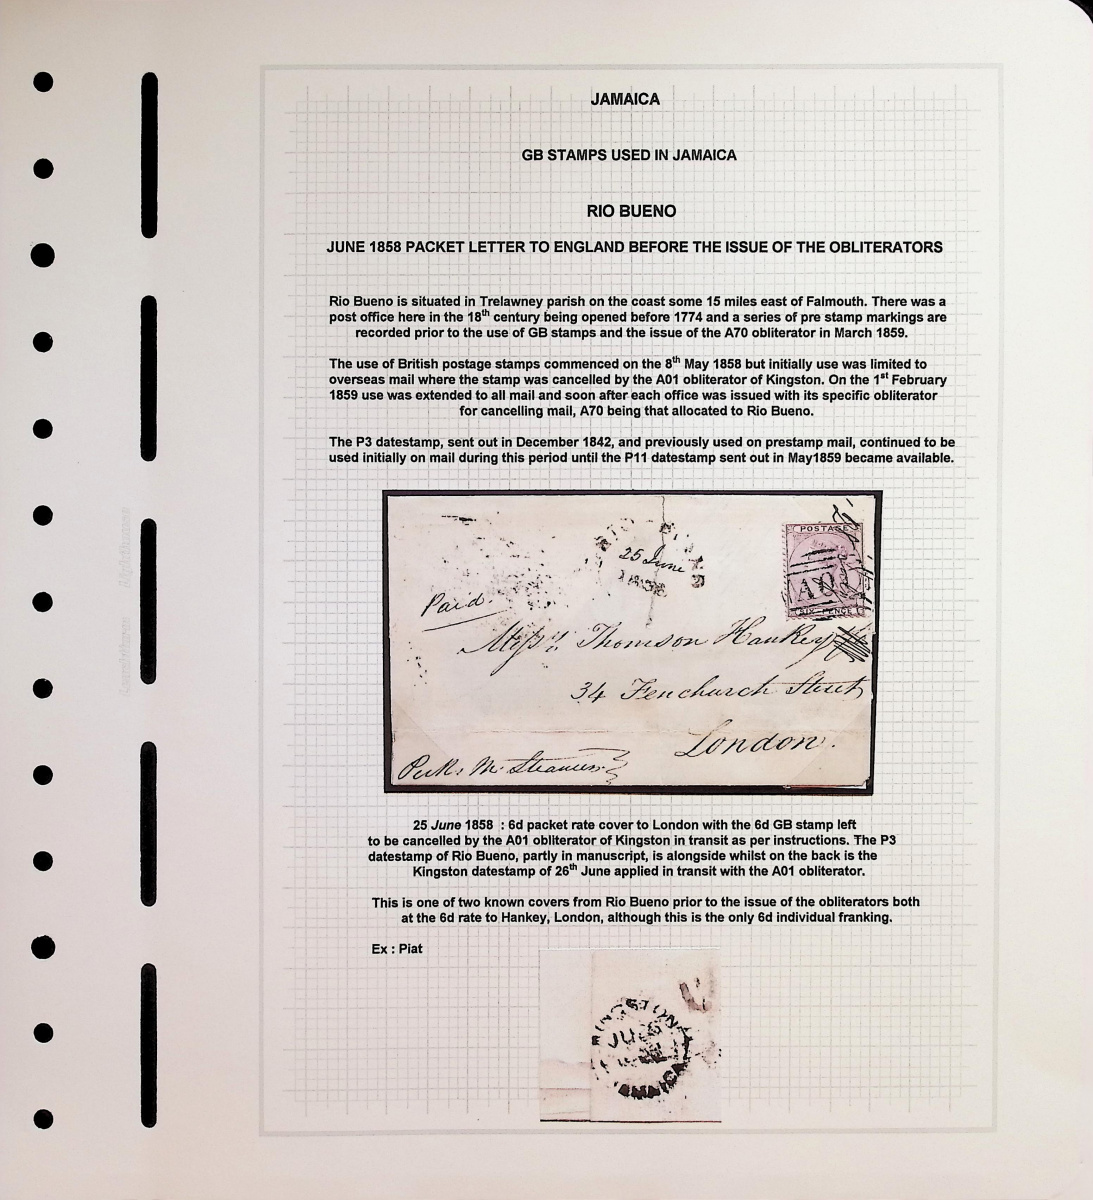 JAMAICA
GB STAMPS USED IN JAMAICA
RIO BUENO
JUNE 1858 PACKET LETTER TO ENGLAND BEFORE THE ISSUE OF THE OBLITERATORS
Rio Bueno is situated in Trelawney parish on the coast some 15 miles east of Falmouth. There was a
post office here in the 18th century being opened before 1774 and a series of pre stamp markings are
recorded prior to the use of GB stamps and the issue of the A70 obliterator in March 1859.
The use of British postage stamps commenced on the 8th May 1858 but initially use was limited to
overseas mail where the stamp was cancelled by the A01 obliterator of Kingston. On the 1st February
1859 use was extended to all mail and soon after each office was issued with its specific obliterator
for cancelling mail, A70 being that allocated to Rio Bueno.
The P3 datestamp, sent out in December 1842, and previously used on prestamp mail, continued to be
used initially on mail during this period until the P11 datestamp sent out in May1859 became available.
POSTAGE
RIO
25 June
1858
A01
SIX PENCE
Paid
Messrs. Thomson Hankey
34 Fenchurch Street
London.
Per R. M. Steamer
25 June 1858 : 6d packet rate cover to London with the 6d GB stamp left
to be cancelled by the A01 obliterator of Kingston in transit as per instructions. The P3
datestamp of Rio Bueno, partly in manuscript, is alongside whilst on the back is the
Kingston datestamp of 26th June applied in transit with the A01 obliterator.
This is one of two known covers from Rio Bueno prior to the issue of the obliterators both
at the 6d rate to Hankey, London, although this is the only 6d individual franking.
Ex : Piat
KINGSTON
JU 26
JAMAICA